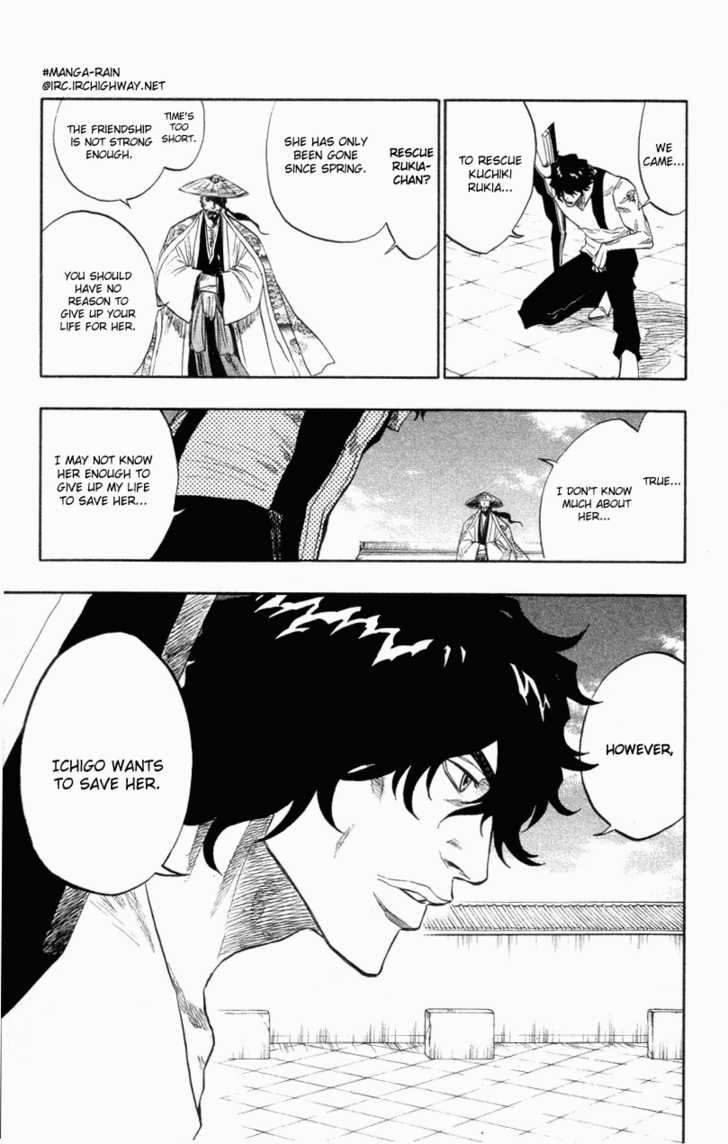 #MANGA-RAIN
@IRC.IRCHIGHWAY.NET
WE
CAME...
TO RESCUE
KUCHIKI
RUKIA...
RESCUE
RUKIA-
CHAN?
SHE HAS ONLY
BEEN GONE
SINCE SPRING.
TIME'S
TOO
SHORT.
THE FRIENDSHIP
IS NOT STRONG
ENOUGH.
YOU SHOULD
HAVE NO
REASON TO
GIVE UP YOUR
LIFE FOR HER.
TRUE...
I DON'T KNOW
MUCH ABOUT
HER...
I MAY NOT KNOW
HER ENOUGH TO
GIVE UP MY LIFE
TO SAVE HER...
HOWEVER,
ICHIGO WANTS
TO SAVE HER.